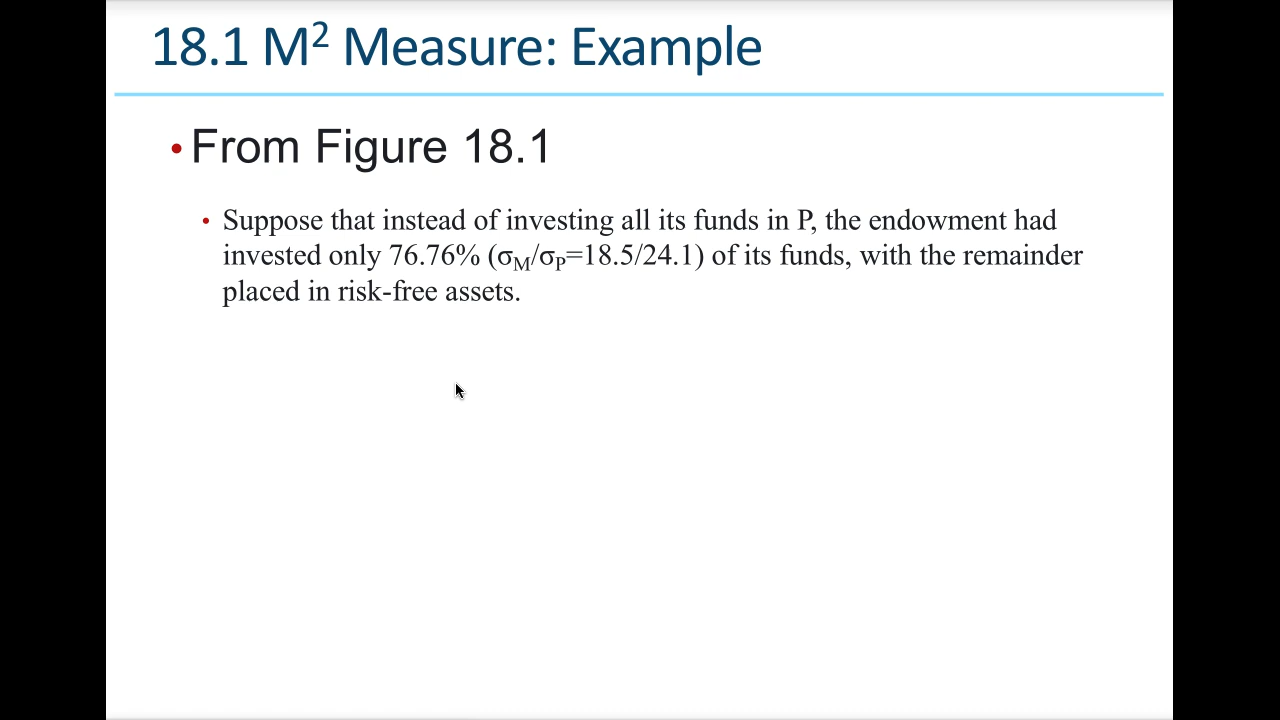 18.1 M² Measure: Example
• From Figure 18.1
• Suppose that instead of investing all its funds in P, the endowment had
invested only 76.76% (σM/σP=18.5/24.1) of its funds, with the remainder
placed in risk-free assets.